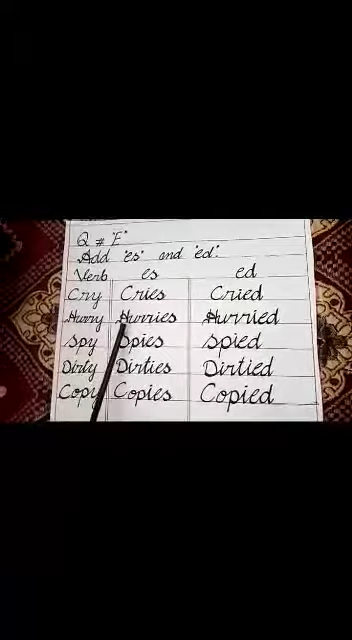 Q # "F"
Add "es" and "ed".
Verb es ed
Cry Cries Cried
Hurry Hurries Hurried
Spy Spies Spied
Dirty Dirties Dirtied
Copy Copies Copied